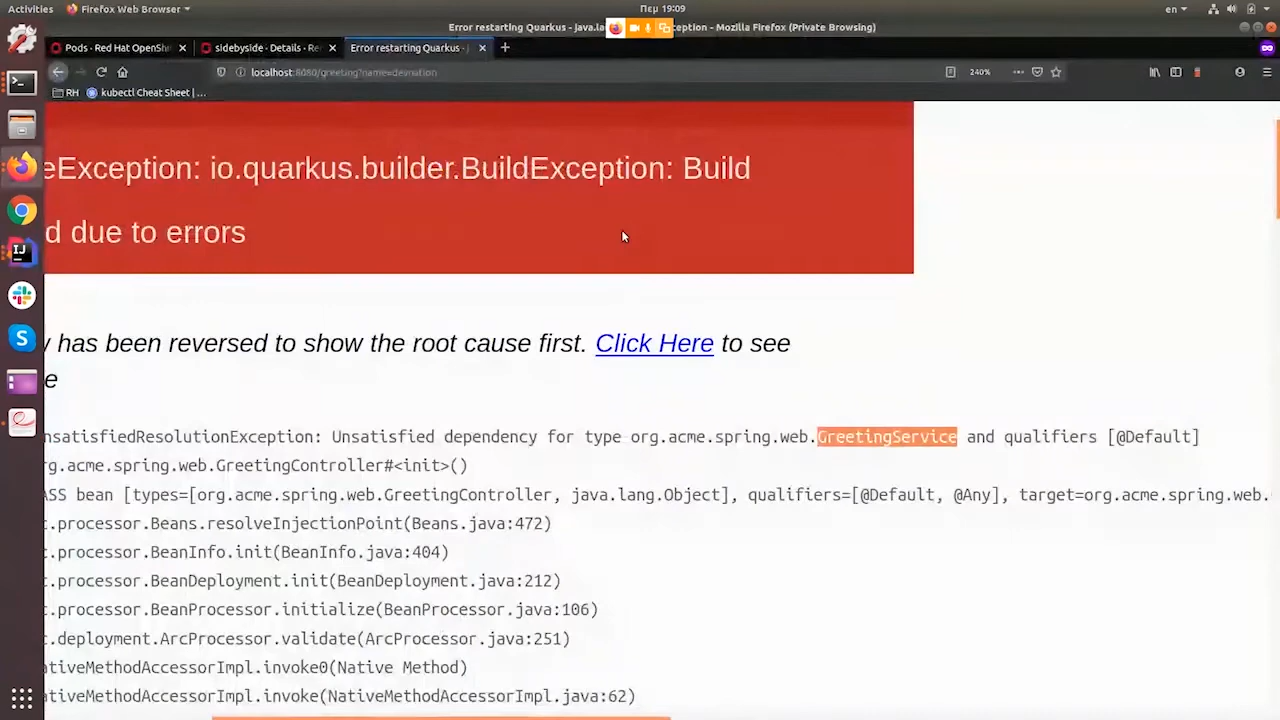 Activities Firefox Web Browser Πεμ 19:09 en
Error restarting Quarkus - java.la ception - Mozilla Firefox (Private Browsing)
Pods · Red Hat OpenShi sidebyside · Details · Re Error restarting Quarkus - j
localhost:8080/greeting?name=devnation 240%
RH kubectl Cheat Sheet | ...
eException: io.quarkus.builder.BuildException: Build
d due to errors
has been reversed to show the root cause first. Click Here to see
e
nsatisfiedResolutionException: Unsatisfied dependency for type org.acme.spring.web.GreetingService and qualifiers [@Default]
rg.acme.spring.web.GreetingController#<init>()
ASS bean [types=[org.acme.spring.web.GreetingController, java.lang.Object], qualifiers=[@Default, @Any], target=org.acme.spring.web.
c.processor.Beans.resolveInjectionPoint(Beans.java:472)
c.processor.BeanInfo.init(BeanInfo.java:404)
c.processor.BeanDeployment.init(BeanDeployment.java:212)
c.processor.BeanProcessor.initialize(BeanProcessor.java:106)
c.deployment.ArcProcessor.validate(ArcProcessor.java:251)
ativeMethodAccessorImpl.invoke0(Native Method)
ativeMethodAccessorImpl.invoke(NativeMethodAccessorImpl.java:62)